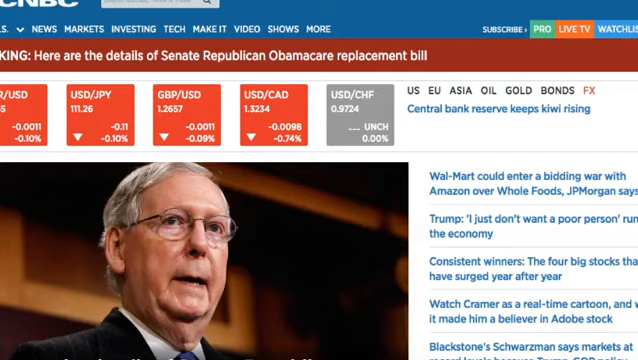 CNBC
NEWS MARKETS INVESTING TECH MAKE IT VIDEO SHOWS MORE
SUBSCRIBE PRO LIVE TV WATCHLIS
KING: Here are the details of Senate Republican Obamacare replacement bill
R/USD
-0.0011
-0.10%
USD/JPY
111.26
-0.11
-0.10%
GBP/USD
1.2657
-0.0011
-0.09%
USD/CAD
1.3234
-0.0098
-0.74%
USD/CHF
0.9724
--- UNCH
0.00%
US EU ASIA OIL GOLD BONDS FX
Central bank reserve keeps kiwi rising
Wal-Mart could enter a bidding war with
Amazon over Whole Foods, JPMorgan says
Trump: 'I just don't want a poor person' run
the economy
Consistent winners: The four big stocks tha
have surged year after year
Watch Cramer as a real-time cartoon, and
it made him a believer in Adobe stock
Blackstone's Schwarzman says markets at